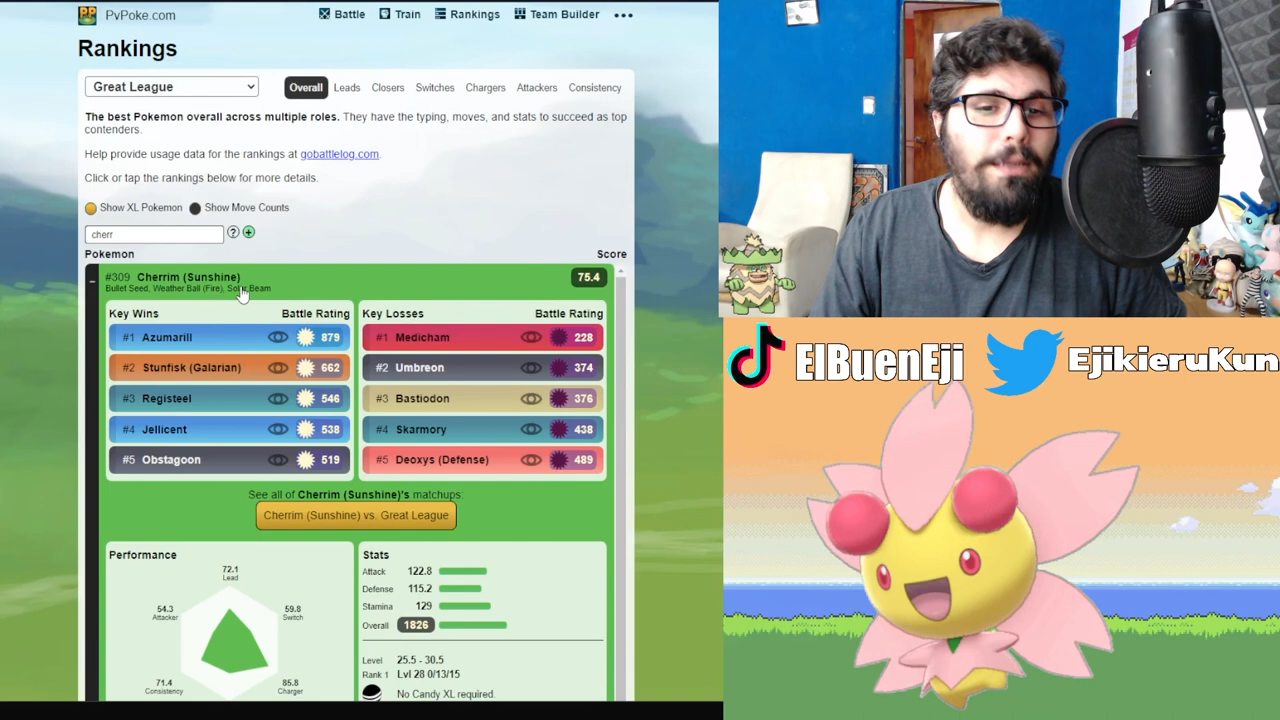 PvPoke.com
Battle
Train
Rankings
Team Builder
Rankings
Great League
Overall
Leads
Closers
Switches
Chargers
Attackers
Consistency
The best Pokemon overall across multiple roles. They have the typing, moves, and stats to succeed as top
contenders.
Help provide usage data for the rankings at gobattlelog.com.
Click or tap the rankings below for more details.
Show XL Pokemon
Show Move Counts
cherr
?
Pokemon
Score
#309 Cherrim (Sunshine)
75.4
Bullet Seed, Weather Ball (Fire), Solar Beam
Key Wins
Battle Rating
#1 Azumarill 879
#2 Stunfisk (Galarian) 662
#3 Registeel 546
#4 Jellicent 538
#5 Obstagoon 519
Key Losses
Battle Rating
#1 Medicham 228
#2 Umbreon 374
#3 Bastiodon 376
#4 Skarmory 438
#5 Deoxys (Defense) 489
See all of Cherrim (Sunshine)'s matchups:
Cherrim (Sunshine) vs. Great League
Performance
72.1
Lead
54.3
Attacker
59.8
Switch
71.4
Consistency
85.8
Charger
Stats
Attack 122.8
Defense 115.2
Stamina 129
Overall 1826
Level 25.5 - 30.5
Rank 1 Lvl 28 0/13/15
No Candy XL required.
ElBuenEji
EjikieruKun